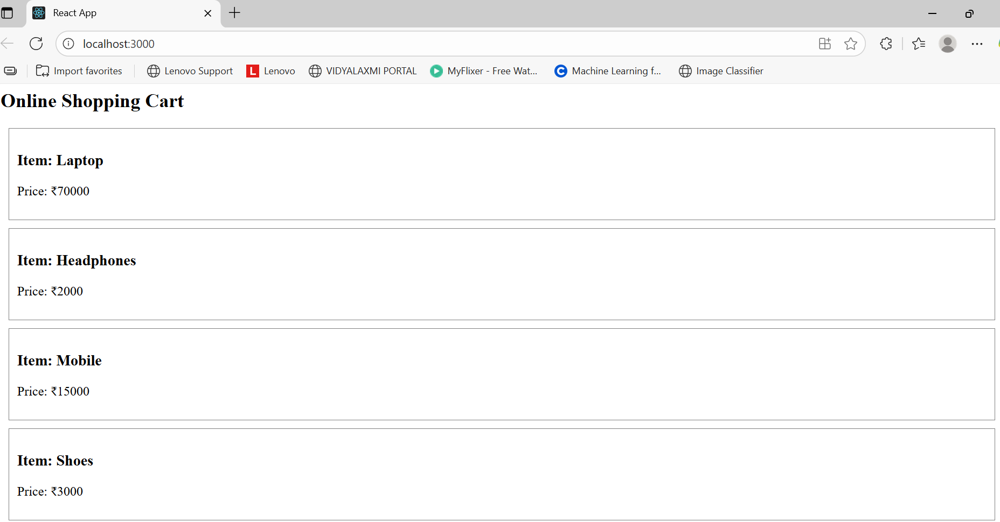 React App
localhost:3000
Import favorites Lenovo Support L Lenovo VIDYALAXMI PORTAL MyFlixer - Free Wat... C Machine Learning f... Image Classifier
Online Shopping Cart
Item: Laptop
Price: ₹70000
Item: Headphones
Price: ₹2000
Item: Mobile
Price: ₹15000
Item: Shoes
Price: ₹3000